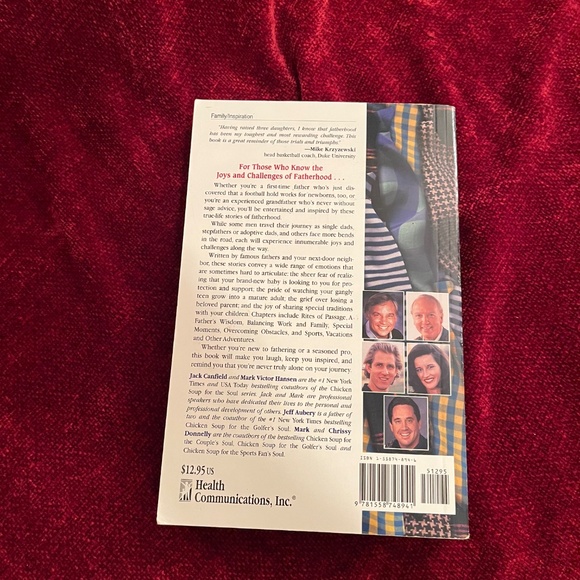 Family/Inspiration
"Having raised three daughters, I know that fatherhood
has been my toughest and most rewarding challenge. This
book is a great reminder of those trials and triumphs."
—Mike Krzyzewski
head basketball coach, Duke University
For Those Who Know the
Joys and Challenges of Fatherhood . . .
Whether you're a first-time father who's just dis-
covered that a football hold works for newborns, too, or
you're an experienced grandfather who's never without
sage advice, you'll be entertained and inspired by these
true-life stories of fatherhood.
While some men travel their journey as single dads,
stepfathers or adoptive dads, and others face more bends
in the road, each will experience innumerable joys and
challenges along the way.
Written by famous fathers and your next-door neigh-
bor, these stories convey a wide range of emotions that
are sometimes hard to articulate: the sheer fear of realiz-
ing that your brand-new baby is looking to you for pro-
tection and support; the pride of watching your gangly
teen grow into a mature adult; the grief over losing a
beloved parent; and the joy of sharing special traditions
with your children. Chapters include Rites of Passage, A
Father's Wisdom, Balancing Work and Family, Special
Moments, Overcoming Obstacles, and Sports, Vacations
and Other Adventures.
Whether you're new to fathering or a seasoned pro,
this book will make you laugh, keep you inspired, and
remind you that you're never truly alone on your journey.
Jack Canfield and Mark Victor Hansen are the #1 New York
Times and USA Today bestselling coauthors of the Chicken
Soup for the Soul series. Jack and Mark are professional
speakers who have dedicated their lives to the personal and
professional development of others. Jeff Aubery is a father of
two and the coauthor of the #1 New York Times bestselling
Chicken Soup for the Golfer's Soul. Mark and Chrissy
Donnelly are the coauthors of the bestselling Chicken Soup for
the Couple's Soul, Chicken Soup for the Golfer's Soul and
Chicken Soup for the Sports Fan's Soul.
$12.95 US
Health
Communications, Inc.®
ISBN 1-55874-894-6
51295
9 781558 748941